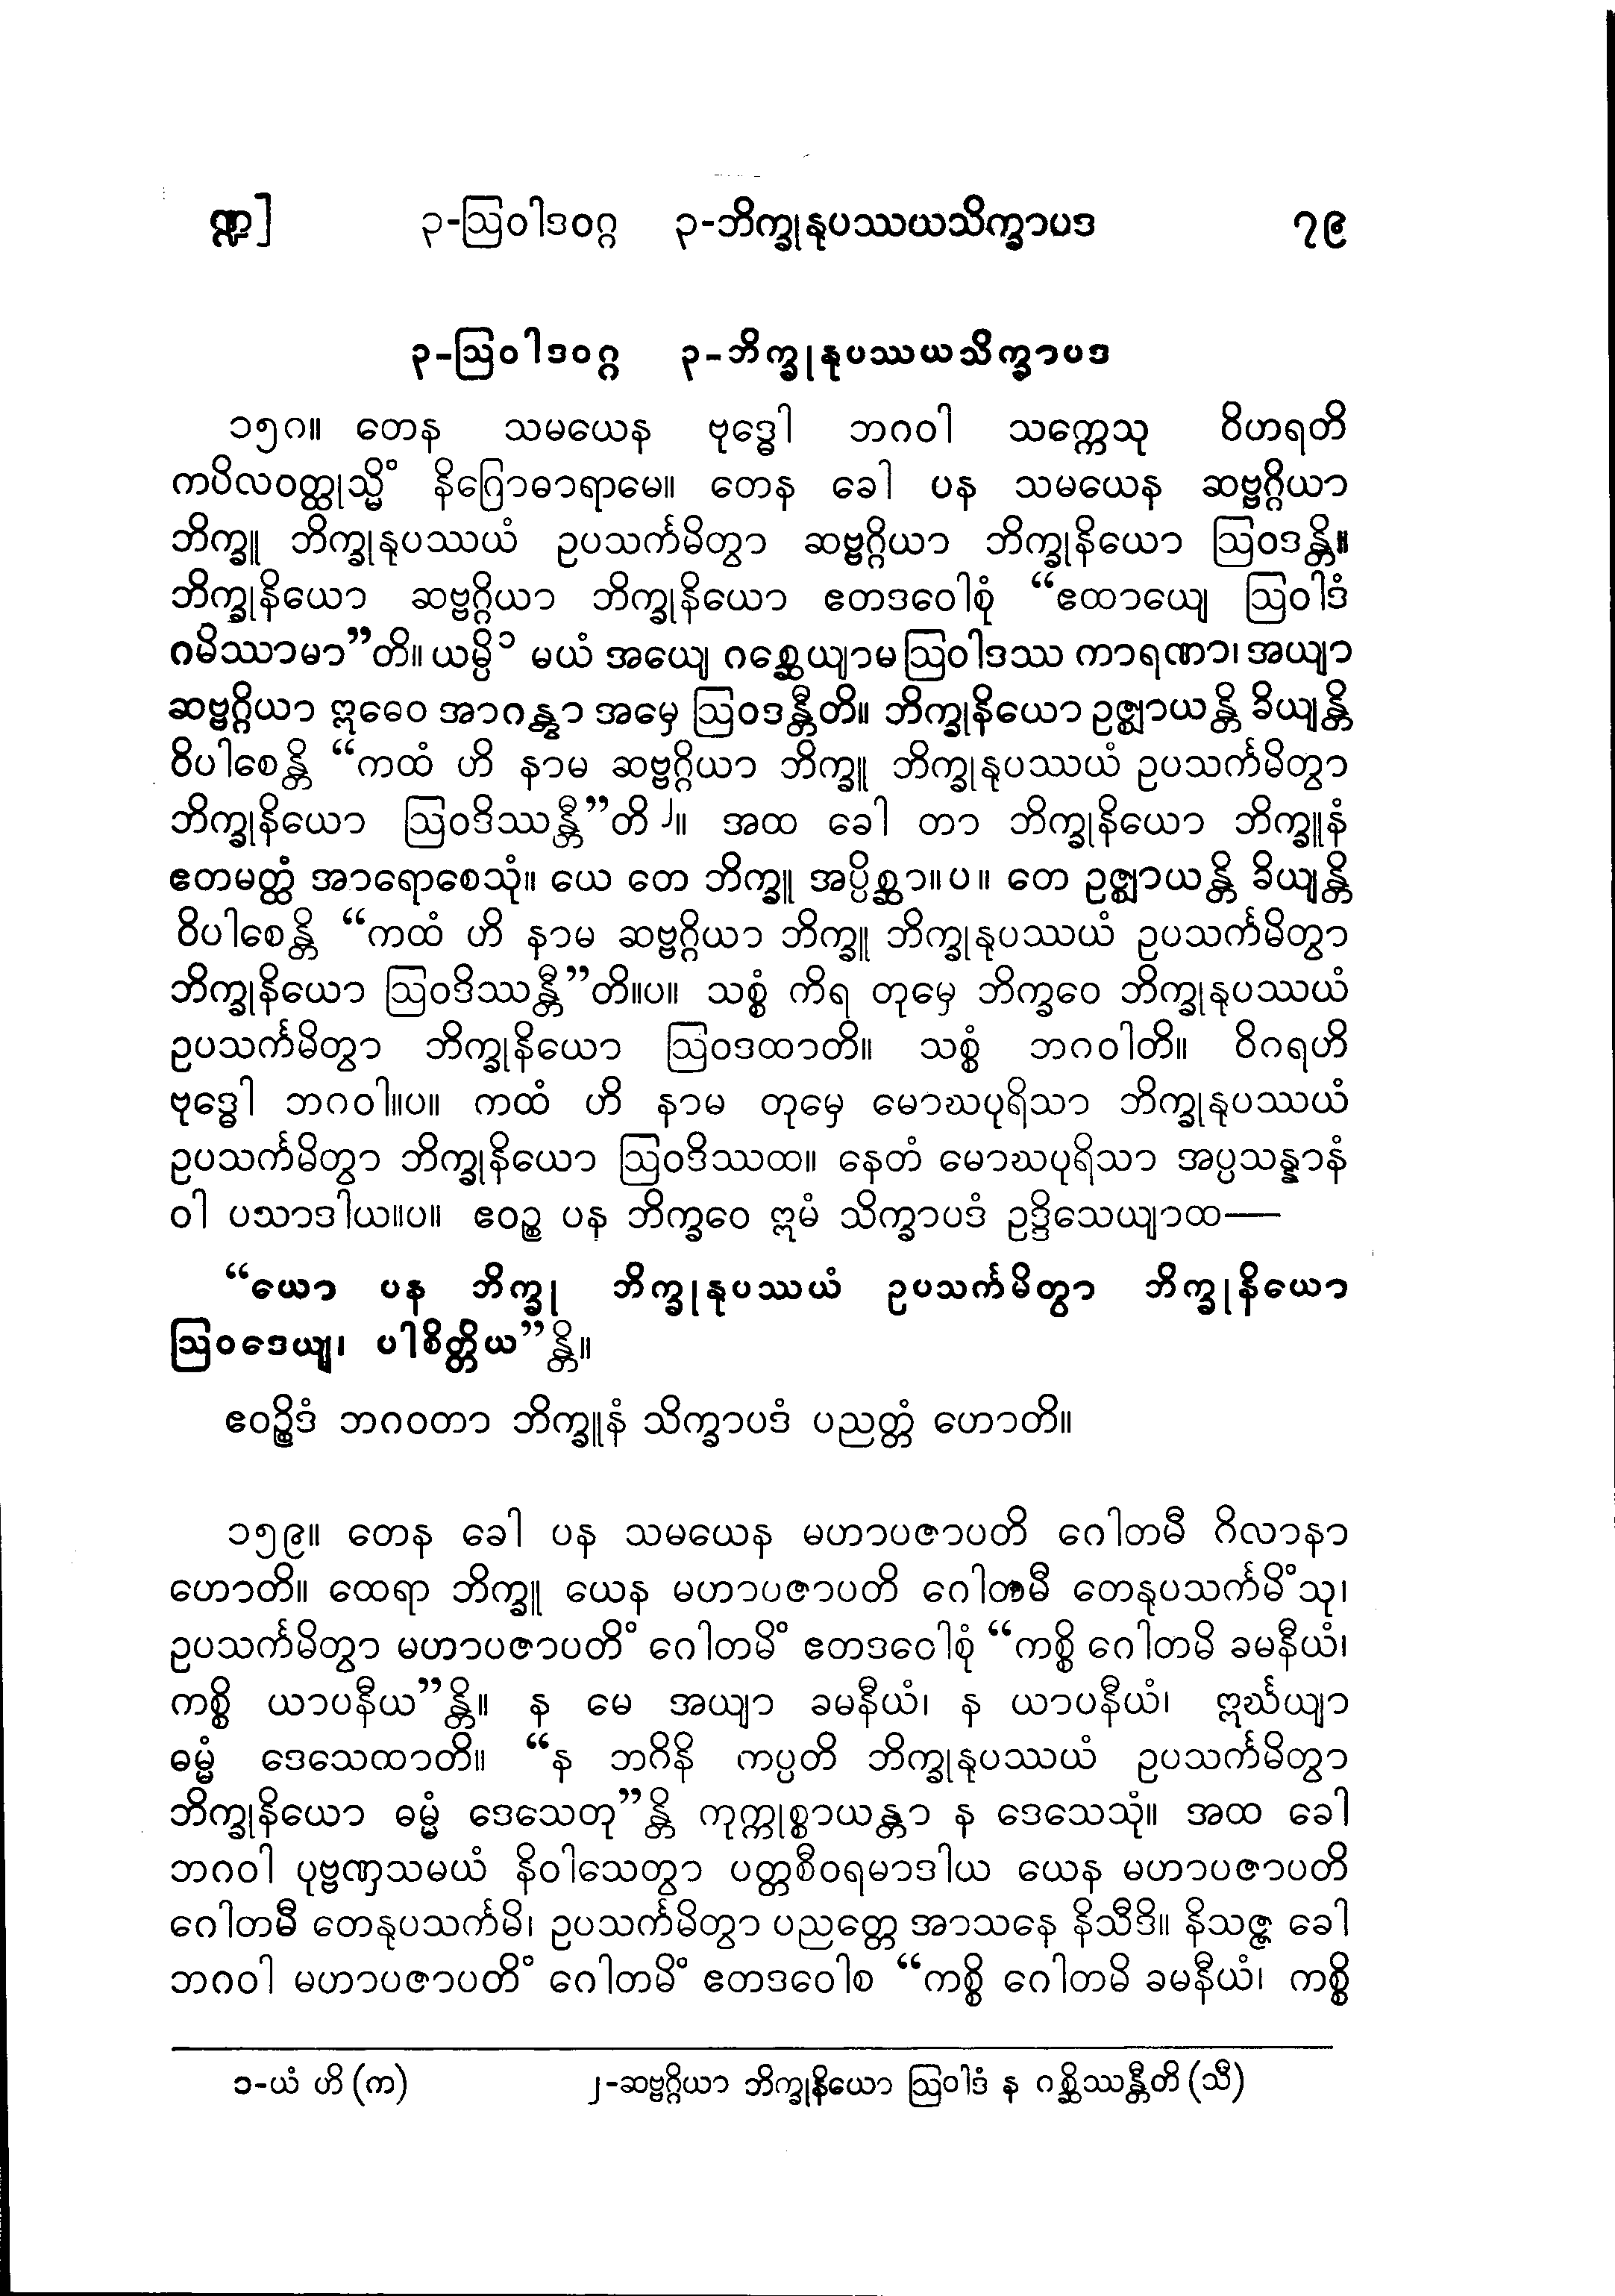 ဏ္ဍ] ၃-ဩဝါဒဝဂ္ဂ ၃-ဘိက္ခုနုပဿယသိက္ခာပဒ ၇၉
၃-ဩဝါဒဝဂ္ဂ ၃-ဘိက္ခုနုပဿယသိက္ခာပဒ
၁၅၈။ တေန သမယေန ဗုဒ္ဓေါ ဘဂဝါ သက္ကေသု ဝိဟရတိ
ကပိလဝတ္ထုသ္မိံ နိဂြောဓာရာမေ။ တေန ခေါ ပန သမယေန ဆဗ္ဗဂ္ဂိယာ
ဘိက္ခူ ဘိက္ခုနုပဿယံ ဥပသင်္ကမိတွာ ဆဗ္ဗဂ္ဂိယာ ဘိက္ခုနိယော ဩဝဒန္တိ။
ဘိက္ခုနိယော ဆဗ္ဗဂ္ဂိယာ ဘိက္ခုနိယော ဧတဒဝေါစုံ “ဧထာယျေ ဩဝါဒံ
ဂမိဿာမာ”တိ။ ယမ္ပိ ၁ မယံ အယျေ ဂစ္ဆေယျာမ ဩဝါဒဿ ကာရဏာ၊ အယျာ
ဆဗ္ဗဂ္ဂိယာ ဣဓေဝ အာဂန္တွာ အမှေ ဩဝဒန္တီတိ။ ဘိက္ခုနိယော ဥဇ္ဈာယန္တိ ခိယျန္တိ
ဝိပါစေန္တိ “ကထံ ဟိ နာမ ဆဗ္ဗဂ္ဂိယာ ဘိက္ခူ ဘိက္ခုနုပဿယံ ဥပသင်္ကမိတွာ
ဘိက္ခုနိယော ဩဝဒိဿန္တီ”တိ ၂။ အထ ခေါ တာ ဘိက္ခုနိယော ဘိက္ခူနံ
ဧတမတ္ထံ အာရောစေသုံ။ ယေ တေ ဘိက္ခူ အပ္ပိစ္ဆာ။ပ။ တေ ဥဇ္ဈာယန္တိ ခိယျန္တိ
ဝိပါစေန္တိ “ကထံ ဟိ နာမ ဆဗ္ဗဂ္ဂိယာ ဘိက္ခူ ဘိက္ခုနုပဿယံ ဥပသင်္ကမိတွာ
ဘိက္ခုနိယော ဩဝဒိဿန္တီ”တိ။ပ။ သစ္စံ ကိရ တုမှေ ဘိက္ခဝေ ဘိက္ခုနုပဿယံ
ဥပသင်္ကမိတွာ ဘိက္ခုနိယော ဩဝဒထာတိ။ သစ္စံ ဘဂဝါတိ။ ဝိဂရဟိ
ဗုဒ္ဓေါ ဘဂဝါ။ပ။ ကထံ ဟိ နာမ တုမှေ မောဃပုရိသာ ဘိက္ခုနုပဿယံ
ဥပသင်္ကမိတွာ ဘိက္ခုနိယော ဩဝဒိဿထ။ နေတံ မောဃပုရိသာ အပ္ပသန္နာနံ
ဝါ ပသာဒါယ။ပ။ ဧဝဉ္စ ပန ဘိက္ခဝေ ဣမံ သိက္ခာပဒံ ဥဒ္ဒိသေယျာထ—
“ယော ပန ဘိက္ခု ဘိက္ခုနုပဿယံ ဥပသင်္ကမိတွာ ဘိက္ခုနိယော
ဩဝဒေယျ၊ ပါစိတ္တိယ”န္တိ။
ဧဝဉ္စိဒံ ဘဂဝတာ ဘိက္ခူနံ သိက္ခာပဒံ ပညတ္တံ ဟောတိ။
၁၅၉။ တေန ခေါ ပန သမယေန မဟာပဇာပတိ ဂေါတမီ ဂိလာနာ
ဟောတိ။ ထေရာ ဘိက္ခူ ယေန မဟာပဇာပတိ ဂေါတမီ တေနုပသင်္ကမိံသု၊
ဥပသင်္ကမိတွာ မဟာပဇာပတိံ ဂေါတမိံ ဧတဒဝေါစုံ “ကစ္စိ ဂေါတမိ ခမနီယံ၊
ကစ္စိ ယာပနီယ”န္တိ။ န မေ အယျာ ခမနီယံ၊ န ယာပနီယံ၊ ဣင်္ဃယျာ
ဓမ္မံ ဒေသေထာတိ။ “န ဘဂိနိ ကပ္ပတိ ဘိက္ခုနုပဿယံ ဥပသင်္ကမိတွာ
ဘိက္ခုနိယော ဓမ္မံ ဒေသေတု”န္တိ ကုက္ကုစ္စာယန္တာ န ဒေသေသုံ။ အထ ခေါ
ဘဂဝါ ပုဗ္ဗဏှသမယံ နိဝါသေတွာ ပတ္တစီဝရမာဒါယ ယေန မဟာပဇာပတိ
ဂေါတမီ တေနုပသင်္ကမိ၊ ဥပသင်္ကမိတွာ ပညတ္တေ အာသနေ နိသီဒိ။ နိသဇ္ဇ ခေါ
ဘဂဝါ မဟာပဇာပတိံ ဂေါတမိံ ဧတဒဝေါစ “ကစ္စိ ဂေါတမိ ခမနီယံ၊ ကစ္စိ
၁-ယံ ဟိ (က) ၂-ဆဗ္ဗဂ္ဂိယာ ဘိက္ခုနိယော ဩဝါဒံ န ဂစ္ဆိဿန္တီတိ (သီ)